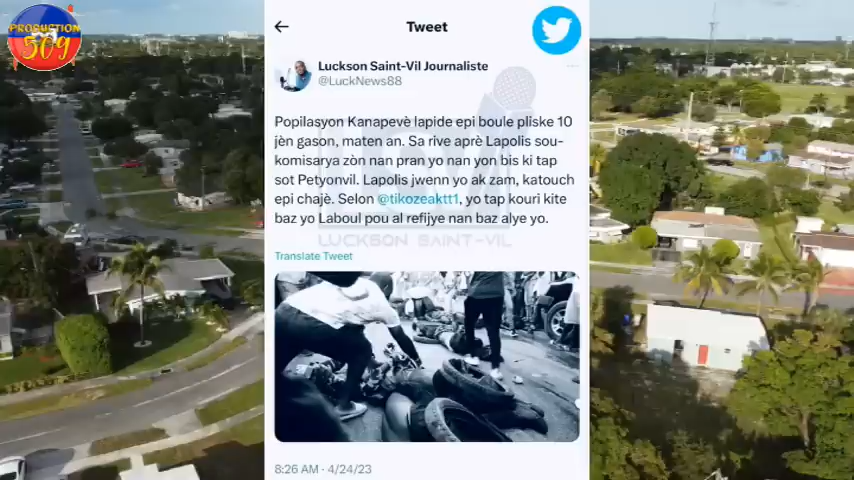 PRODUCTION
509
Tweet
Luckson Saint-Vil Journaliste
@LuckNews88
Popilasyon Kanapevè lapide epi boule pliske 10
jèn gason, maten an. Sa rive aprè Lapolis sou-
komisarya zòn nan pran yo nan yon bis ki tap
sot Petyonvil. Lapolis jwenn yo ak zam, katouch
epi chajè. Selon @tikozeaktt1, yo tap kouri kite
baz yo Laboul pou al refijye nan baz alye yo.
LUCKSON SAINT-VIL
Translate Tweet
8:26 AM · 4/24/23